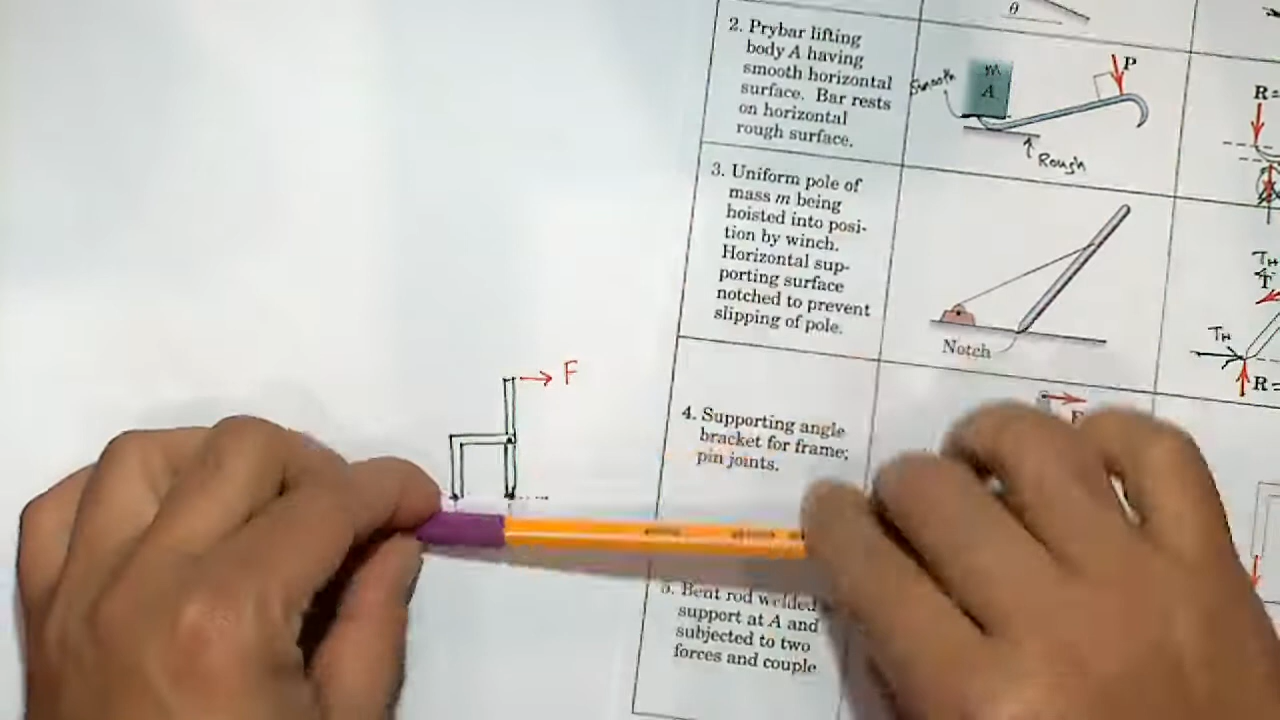 θ
2. Prybar lifting
body A having
smooth horizontal
surface. Bar rests
on horizontal
rough surface.
Smooth
m
A
P
Rough
R=
3. Uniform pole of
mass m being
hoisted into posi-
tion by winch.
Horizontal sup-
porting surface
notched to prevent
slipping of pole.
Notch
TH
T
TH
R=
F
4. Supporting angle
bracket for frame;
pin joints.
5. Bent rod welded
support at A and
subjected to two
forces and couple